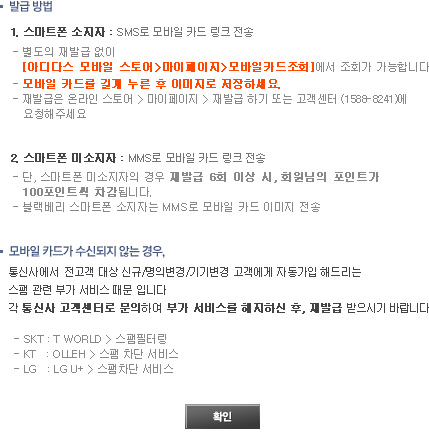 • 발급 방법
1. 스마트폰 소지자 : SMS로 모바일 카드 링크 전송
- 별도의 재발급 없이
[아디다스 모바일 스토어>마이페이지>모바일카드조회]에서 조회가 가능합니다
- 모바일 카드를 길게 누른 후 이미지로 저장하세요.
- 재발급은 온라인 스토어 > 마이페이지 > 재발급 하기 또는 고객센터 (1588-8241)에
요청해주세요
2. 스마트폰 미소지자 : MMS로 모바일 카드 링크 전송
- 단, 스마트폰 미소지자의 경우 재발급 6회 이상 시, 회원님의 포인트가
100포인트씩 차감됩니다.
- 블랙베리 스마트폰 소지자는 MMS로 모바일 카드 이미지 전송
• 모바일 카드가 수신되지 않는 경우,
통신사에서 전고객 대상 신규/명의변경/기기변경 고객에게 자동가입 해드리는
스팸 관련 부가 서비스 때문 입니다
각 통신사 고객센터로 문의하여 부가 서비스를 해지하신 후, 재발급 받으시기 바랍니다
- SKT : T WORLD > 스팸필터링
- KT : OLLEH > 스팸 차단 서비스
- LG : LG U+ > 스팸차단 서비스
확인